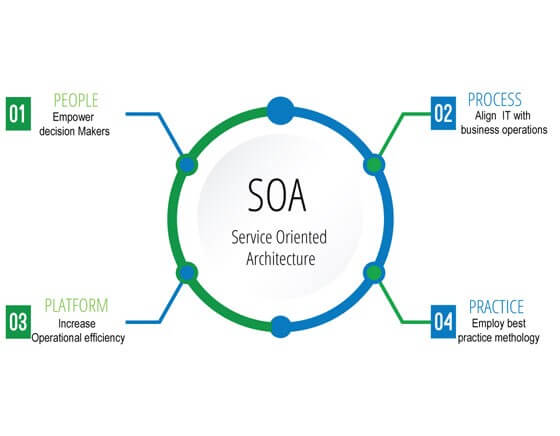 01
PEOPLE
Empower
decision Makers
02
PROCESS
Align IT with
business operations
SOA
Service Oriented
Architecture
03
PLATFORM
Increase
Operational efficiency
04
PRACTICE
Employ best
practice methology